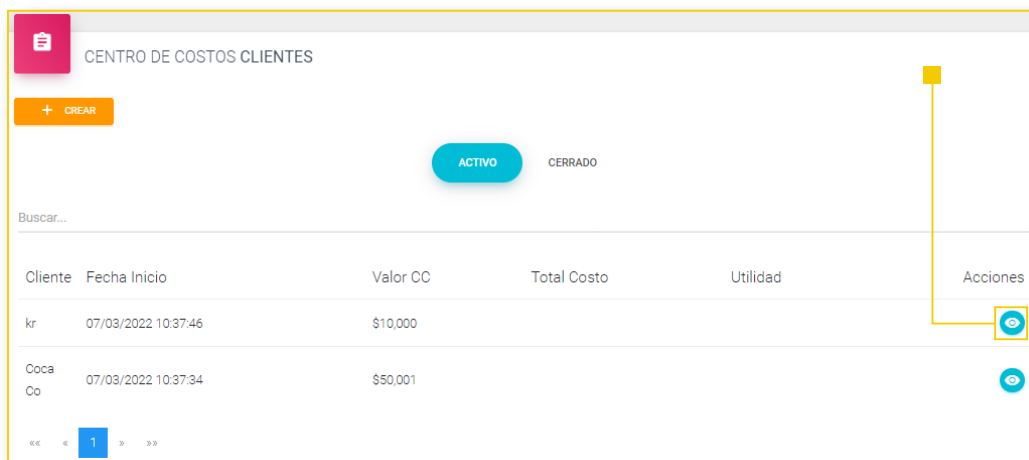 CENTRO DE COSTOS CLIENTES
+ CREAR
ACTIVO CERRADO
Buscar...
Cliente Fecha Inicio Valor CC Total Costo Utilidad Acciones
kr 07/03/2022 10:37:46 $10,000
Coca
Co 07/03/2022 10:37:34 $50,001
«« « 1 » »»